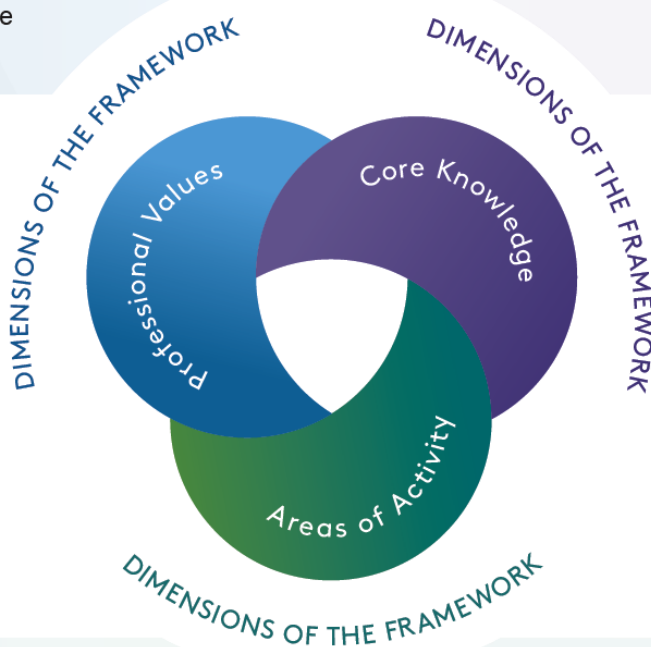 e
DIMENSIONS OF THE FRAMEWORK
DIMENSIONS OF THE FRAMEWORK
Professional Values
Core Knowledge
Areas of Activity
DIMENSIONS OF THE FRAMEWORK